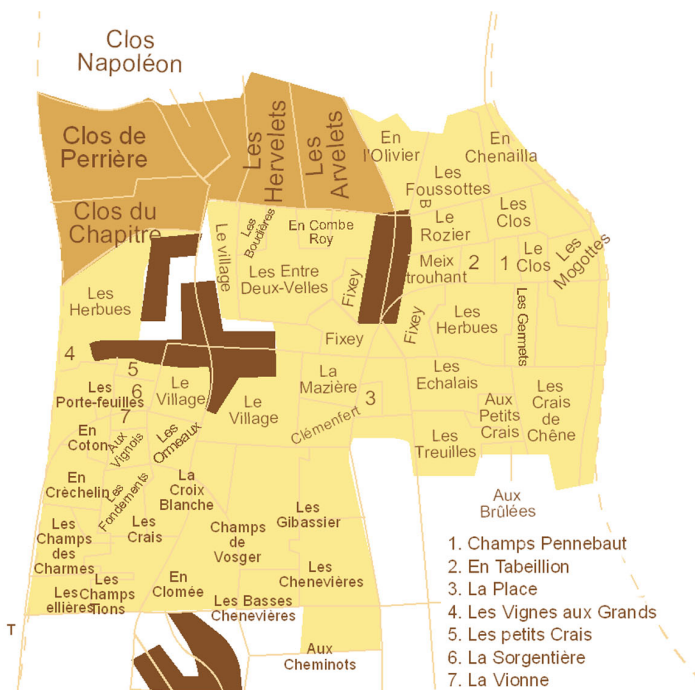 Clos
Napoléon
Clos de
Perrière
Les
Hervelets
Les
Arvelets
En
l'Olivier
En
Chenailla
Les
Foussottes
B
Clos du
Chapitre
Le village
Les
Boudières
En Combe
Roy
Le
Rozier
Les
Clos
Les Entre
Deux-Velles
Fixey
Meix
trouhant
2
1
Le
Clos
Les
Mogottes
Les
Herbues
Fixey
Fixey
Les
Herbues
Les Germets
4
5
6
7
Les
Porte-feuilles
Le
Village
Le
Village
La
Mazière
3
Clémenfert
Les
Echalais
Aux
Petits
Crais
Les
Crais
de
Chêne
En
Coton
Aux
Vignois
Les
Ormeaux
Les
Treuilles
En
Crèchelin
Les
Fondements
La
Croix
Blanche
Aux
Brûlées
Les
Champs
des
Charmes
Les
Crais
Champs
de
Vosger
Les
Gibassier
Les
Chenevières
Les
ellières
Les
Champs
Tions
En
Clomée
Les Basses
Chenevières
Aux
Cheminots
T
1. Champs Pennebaut
2. En Tabeillion
3. La Place
4. Les Vignes aux Grands
5. Les petits Crais
6. La Sorgentière
7. La Vionne